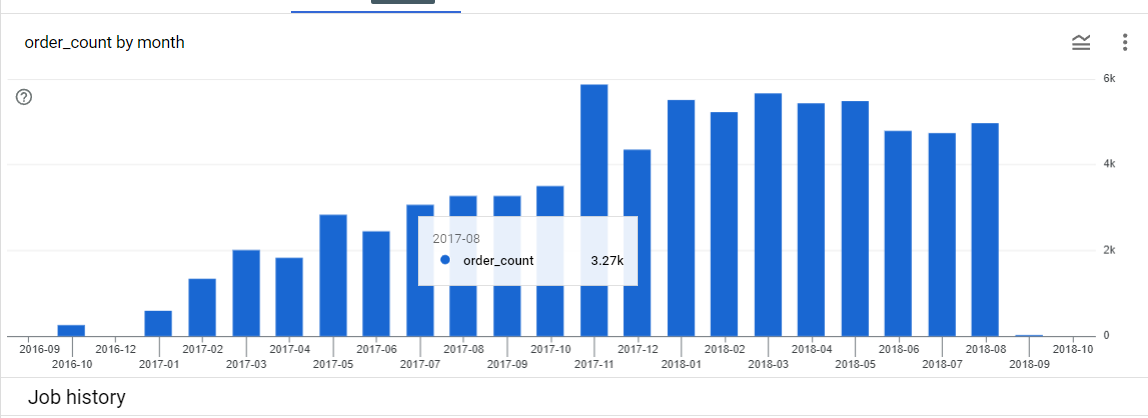 order_count by month
6k
4k
2k
0
2017-08
order_count 3.27k
2016-09 2016-12 2017-02 2017-04 2017-06 2017-08 2017-10 2017-12 2018-02 2018-04 2018-06 2018-08 2018-10
2016-10 2017-01 2017-03 2017-05 2017-07 2017-09 2017-11 2018-01 2018-03 2018-05 2018-07 2018-09
Job history